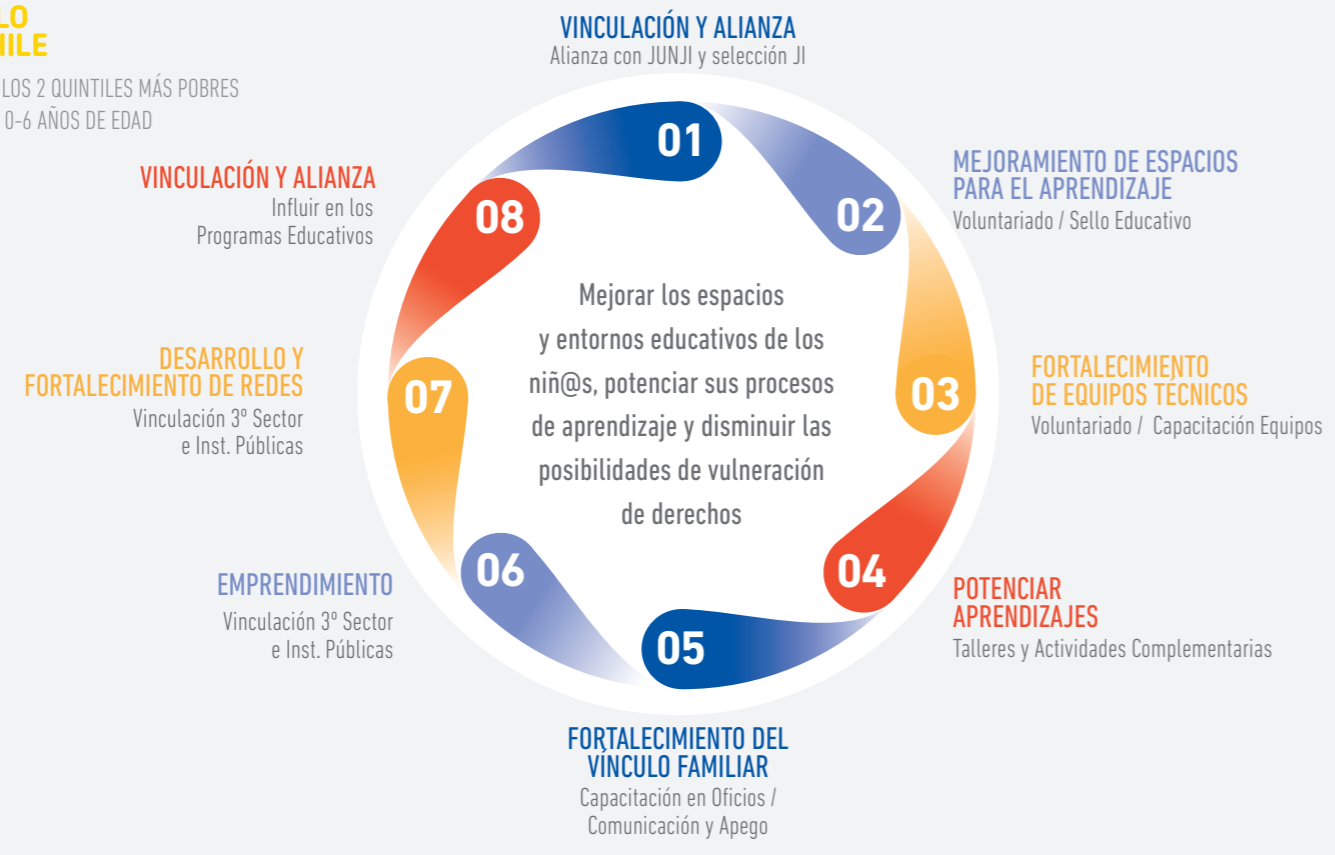 LO
HILE
LOS 2 QUINTILES MÁS POBRES
0-6 AÑOS DE EDAD
VINCULACIÓN Y ALIANZA
Alianza con JUNJI y selección JI
01
MEJORAMIENTO DE ESPACIOS
PARA EL APRENDIZAJE
Voluntariado / Sello Educativo
02
FORTALECIMIENTO
DE EQUIPOS TÉCNICOS
Voluntariado / Capacitación Equipos
03
POTENCIAR
APRENDIZAJES
Talleres y Actividades Complementarias
04
FORTALECIMIENTO DEL
VÍNCULO FAMILIAR
Capacitación en Oficios /
Comunicación y Apego
05
EMPRENDIMIENTO
Vinculación 3º Sector
e Inst. Públicas
06
DESARROLLO Y
FORTALECIMIENTO DE REDES
Vinculación 3º Sector
e Inst. Públicas
07
VINCULACIÓN Y ALIANZA
Influir en los
Programas Educativos
08
Mejorar los espacios
y entornos educativos de los
niñ@s, potenciar sus procesos
de aprendizaje y disminuir las
posibilidades de vulneración
de derechos